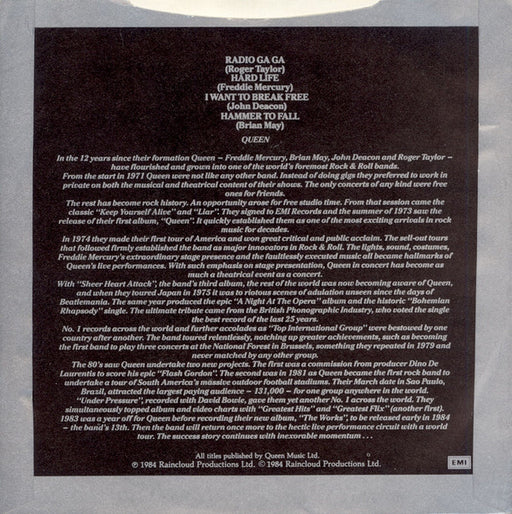 RADIO GA GA
(Roger Taylor)
HARD LIFE
(Freddie Mercury)
I WANT TO BREAK FREE
(John Deacon)
HAMMER TO FALL
(Brian May)
QUEEN
In the 12 years since their formation Queen – Freddie Mercury, Brian May, John Deacon and Roger Taylor –
have flourished and grown into one of the world's foremost Rock & Roll bands.
From the start in 1971 Queen were not like any other band. Instead of doing gigs they preferred to work in
private on both the musical and theatrical content of their shows. The only concerts of any kind were free
ones for friends.
The rest has become rock history. An opportunity arose for free studio time. From that session came the
classic "Keep Yourself Alive" and "Liar". They signed to EMI Records and the summer of 1973 saw the
release of their first album, "Queen". It quickly established them as one of the most exciting arrivals in rock
music for decades.
In 1974 they made their first tour of America and won great critical and public acclaim. The sell-out tours
that followed firmly established the band as major innovators in Rock & Roll. The lights, sound, costumes,
Freddie Mercury's extraordinary stage presence and the faultlessly executed music all became hallmarks of
Queen's live performances. With such emphasis on stage presentation, Queen in concert has become as
much a theatrical event as a concert.
With "Sheer Heart Attack", the band's third album, the rest of the world was now becoming aware of Queen,
and when they toured Japan in 1975 it was to riotous scenes of adulation unseen since the days of
Beatlemania. The same year produced the epic "A Night At The Opera" album and the historic "Bohemian
Rhapsody" single. The ultimate tribute came from the British Phonographic Industry, who voted the single
the best record of the last 25 years.
No. 1 records across the world and further accolades as "Top International Group" were bestowed by one
country after another. The band toured relentlessly, notching up greater achievements, such as becoming
the first band to play three concerts at the National Forest in Brussels, something they repeated in 1979 and
never matched by any other group.
The 80's saw Queen undertake two new projects. The first was a commission from producer Dino De
Laurentis to score his epic "Flash Gordon". The second was in 1981 as Queen became the first rock band to
undertake a tour of South America's massive outdoor football stadiums. Their March date in Sao Paulo,
Brazil, attracted the largest paying audience – 131,000 – for one group anywhere in the world.
"Under Pressure", recorded with David Bowie, gave them yet another No. 1 across the world. They
simultaneously topped album and video charts with "Greatest Hits" and "Greatest Flix" (another first).
1983 was a year off for Queen before recording their new album, "The Works", to be released early in 1984
– the band's 13th. Then the band will return once more to the hectic live performance circuit with a world
tour. The success story continues with inexorable momentum . . .
All titles published by Queen Music Ltd.
℗ 1984 Raincloud Productions Ltd. © 1984 Raincloud Productions Ltd.
EMI